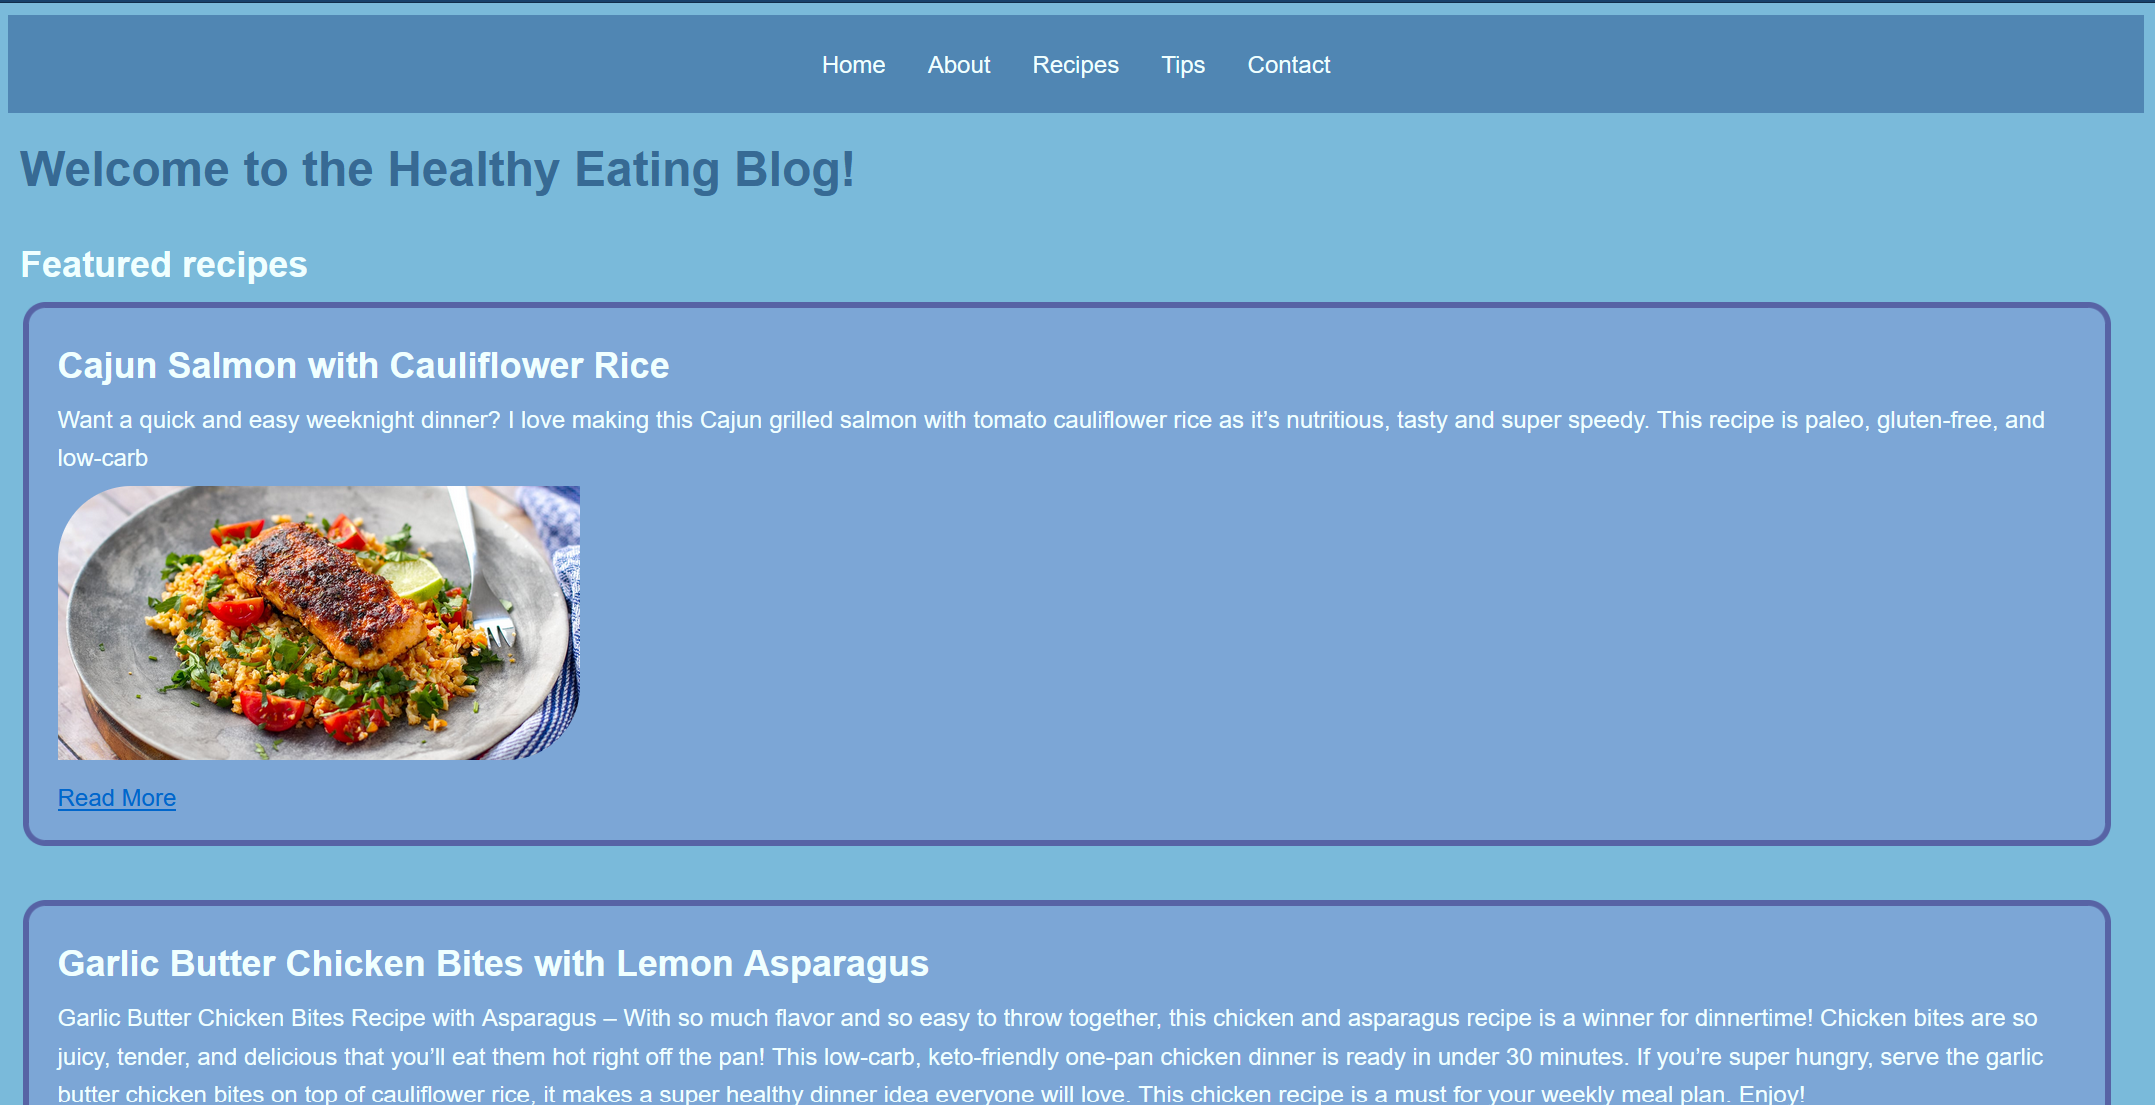 Home About Recipes Tips Contact
Welcome to the Healthy Eating Blog!
Featured recipes
Cajun Salmon with Cauliflower Rice
Want a quick and easy weeknight dinner? I love making this Cajun grilled salmon with tomato cauliflower rice as it’s nutritious, tasty and super speedy. This recipe is paleo, gluten-free, and
low-carb
Read More
Garlic Butter Chicken Bites with Lemon Asparagus
Garlic Butter Chicken Bites Recipe with Asparagus – With so much flavor and so easy to throw together, this chicken and asparagus recipe is a winner for dinnertime! Chicken bites are so
juicy, tender, and delicious that you’ll eat them hot right off the pan! This low-carb, keto-friendly one-pan chicken dinner is ready in under 30 minutes. If you’re super hungry, serve the garlic
butter chicken bites on top of cauliflower rice, it makes a super healthy dinner idea everyone will love. This chicken recipe is a must for your weekly meal plan. Enjoy!